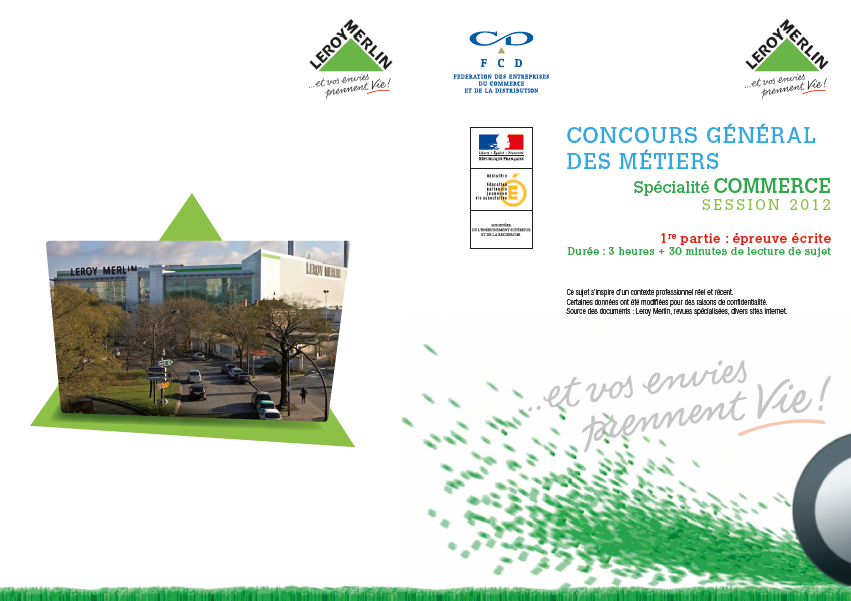 LEROY MERLIN
...et vos envies
prennent Vie !
LEROY MERLIN
LEROY MERLIN
FCD
FEDERATION DES ENTREPRISES
DU COMMERCE
ET DE LA DISTRIBUTION
LEROY MERLIN
...et vos envies
prennent Vie !
Liberté • Égalité • Fraternité
RÉPUBLIQUE FRANÇAISE
ministère
éducation
nationale
jeunesse
vie associative
MINISTÈRE
DE L'ENSEIGNEMENT SUPÉRIEUR
ET DE LA RECHERCHE
CONCOURS GÉNÉRAL
DES MÉTIERS
Spécialité COMMERCE
SESSION 2012
1re partie : épreuve écrite
Durée : 3 heures + 30 minutes de lecture de sujet
Ce sujet s'inspire d'un contexte professionnel réel et récent.
Certaines données ont été modifiées pour des raisons de confidentialité.
Source des documents : Leroy Merlin, revues spécialisées, divers sites Internet.
...et vos envies
prennent Vie !